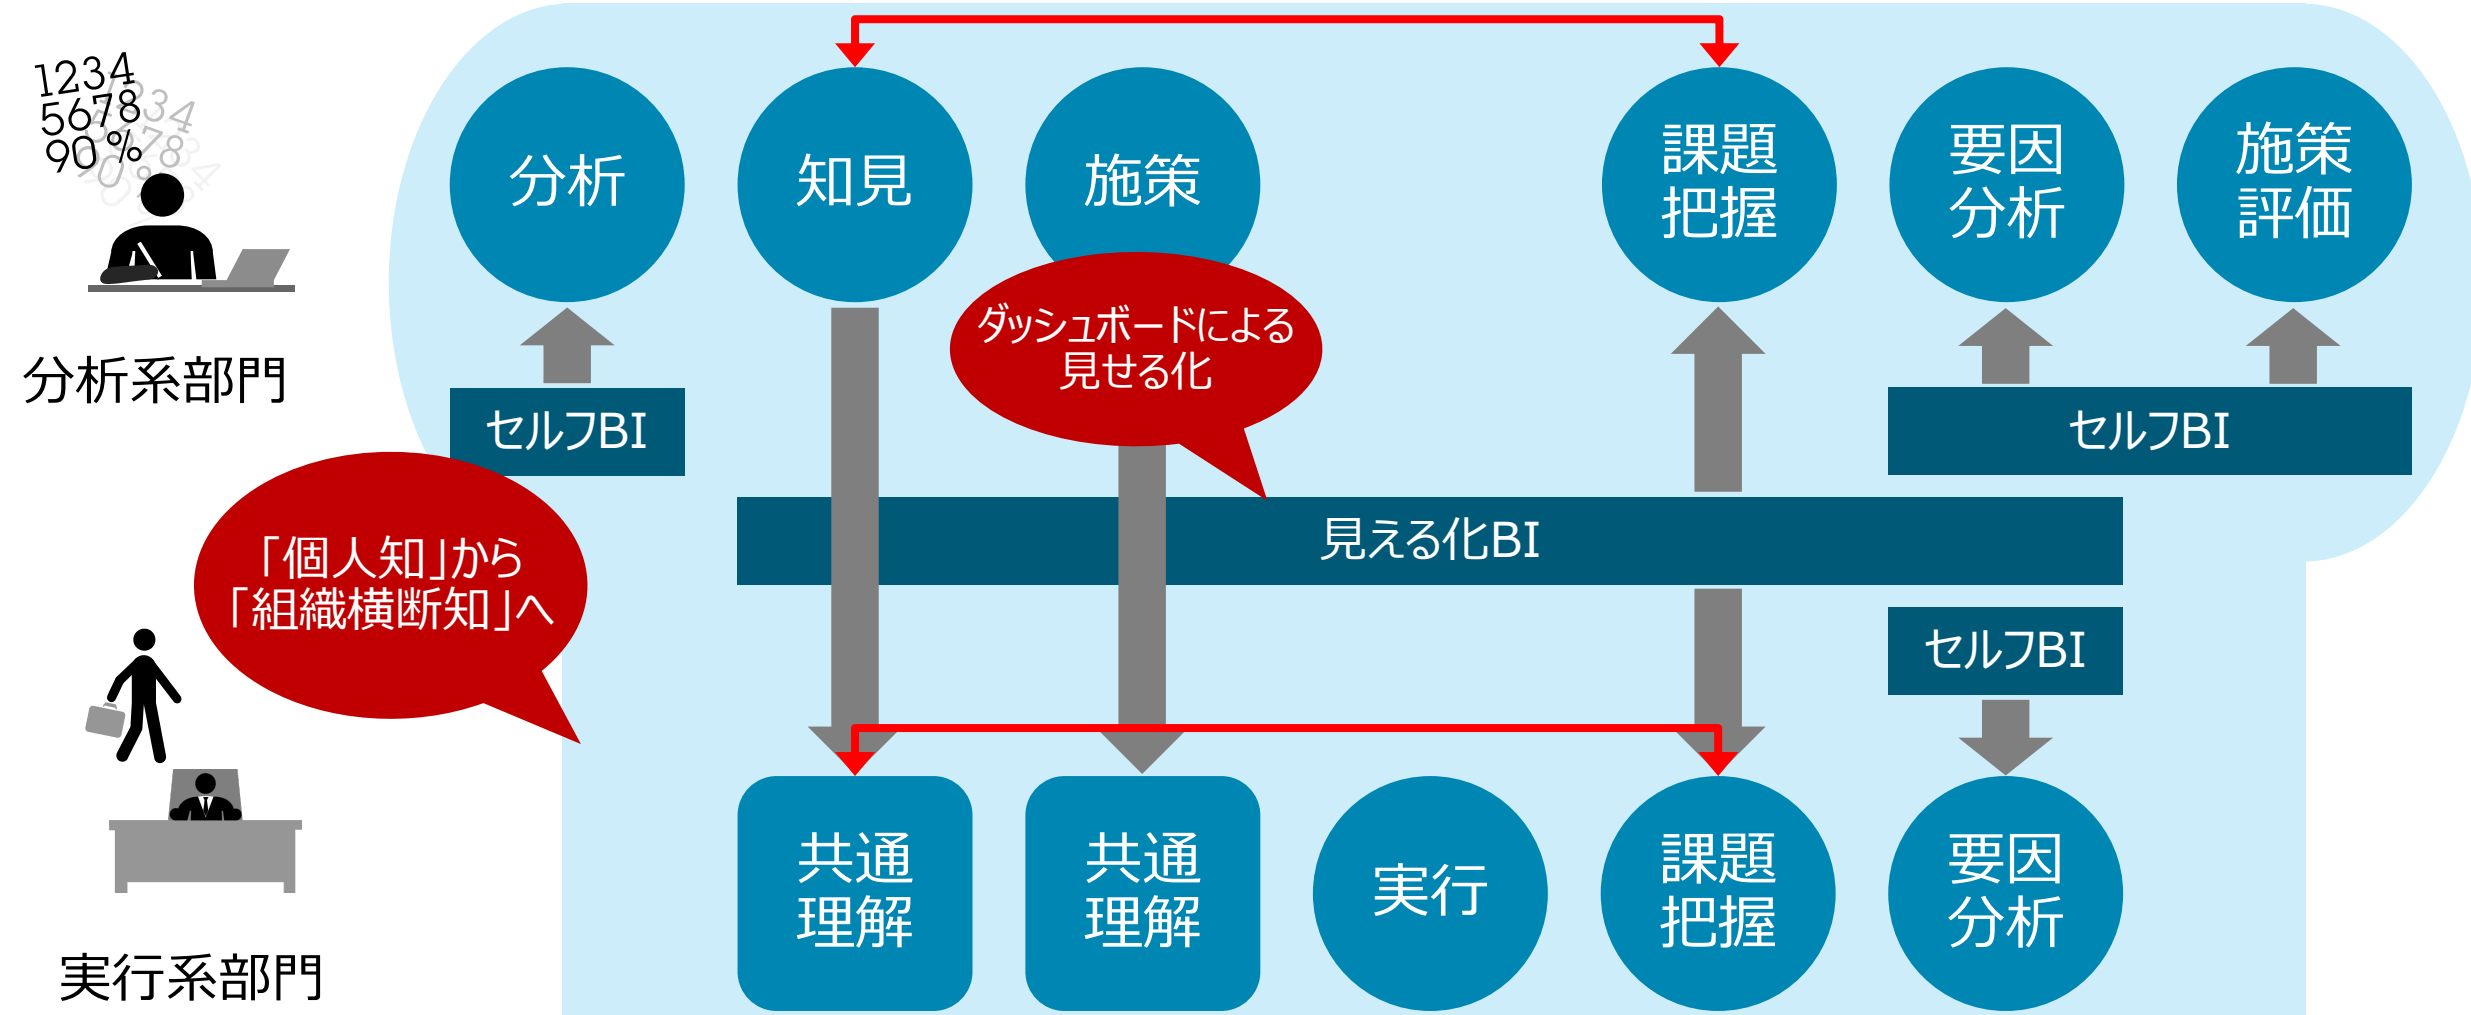 1234
5678
90 %
分析
知見
施策
課題
把握
要因
分析
施策
評価
分析系部門
ダッシュボードによる
見せる化
セルフBI
セルフBI
見える化BI
「個人知」から
「組織横断知」へ
セルフBI
共通
理解
共通
理解
実行
課題
把握
要因
分析
実行系部門